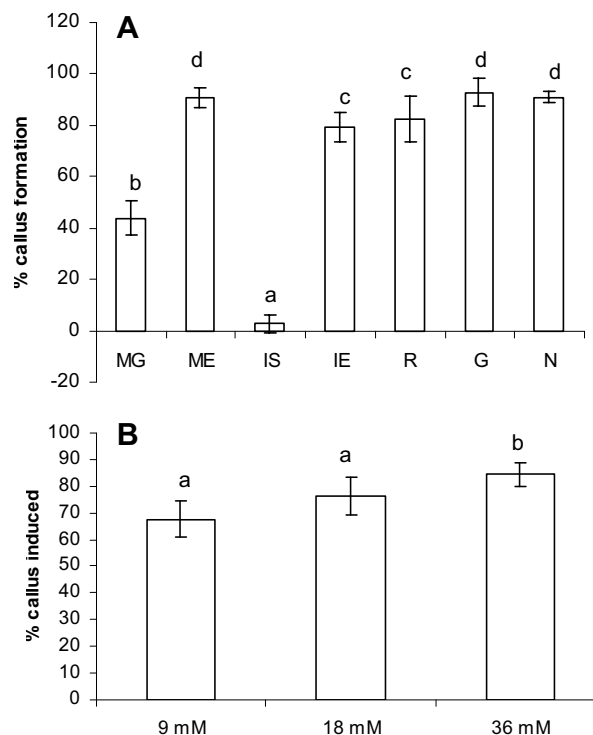 A
120
100
80
60
40
20
0
-20
% callus formation
b
d
a
c
c
d
d
MG ME IS IE R G N
B
100
90
80
70
60
50
40
30
20
10
0
% callus induced
a
a
b
9 mM 18 mM 36 mM